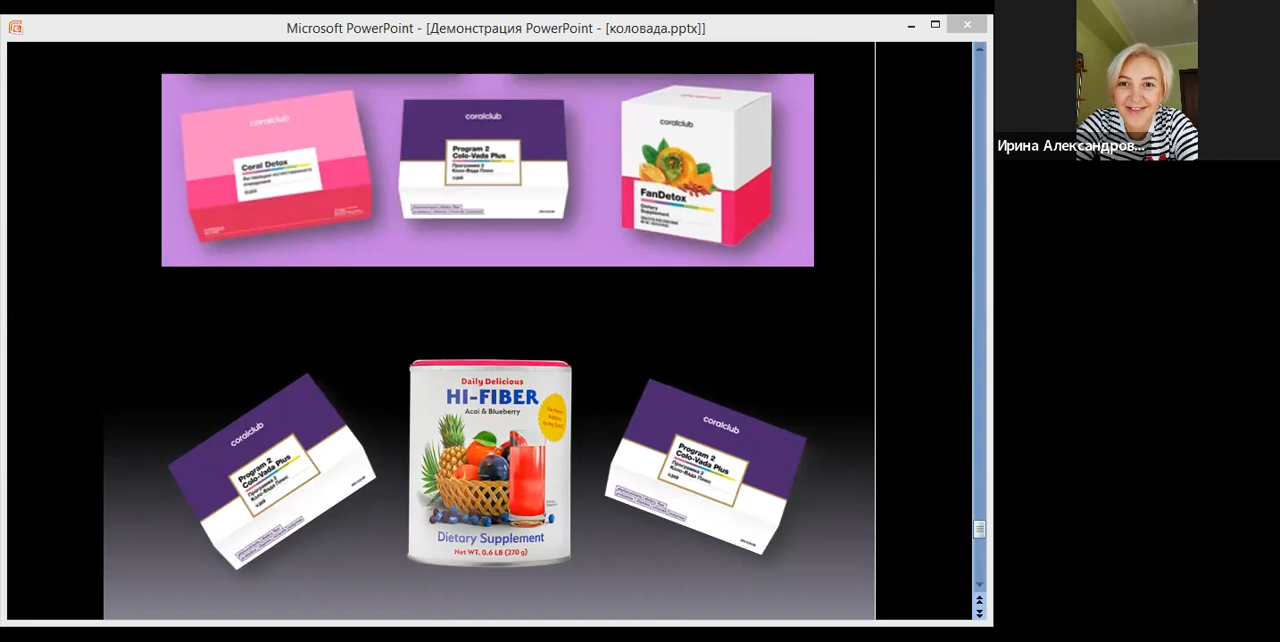 Microsoft PowerPoint - [Демонстрация PowerPoint - [коловада.pptx]]
Ирина Александров...
coralclub
Coral Detox
Активизация естественного
очищения
coralclub
Program 2
Colo-Vada Plus
Программа 2
Коло-Вада Плюс
coralclub
FanDetox
Dietary
Supplement
coralclub
Program 2
Colo-Vada Plus
Программа 2
Коло-Вада Плюс
Daily Delicious
HI-FIBER
Acai & Blueberry
Dietary Supplement
Net WT. 0.6 LB (270 g)
coralclub
Program 2
Colo-Vada Plus
Программа 2
Коло-Вада Плюс